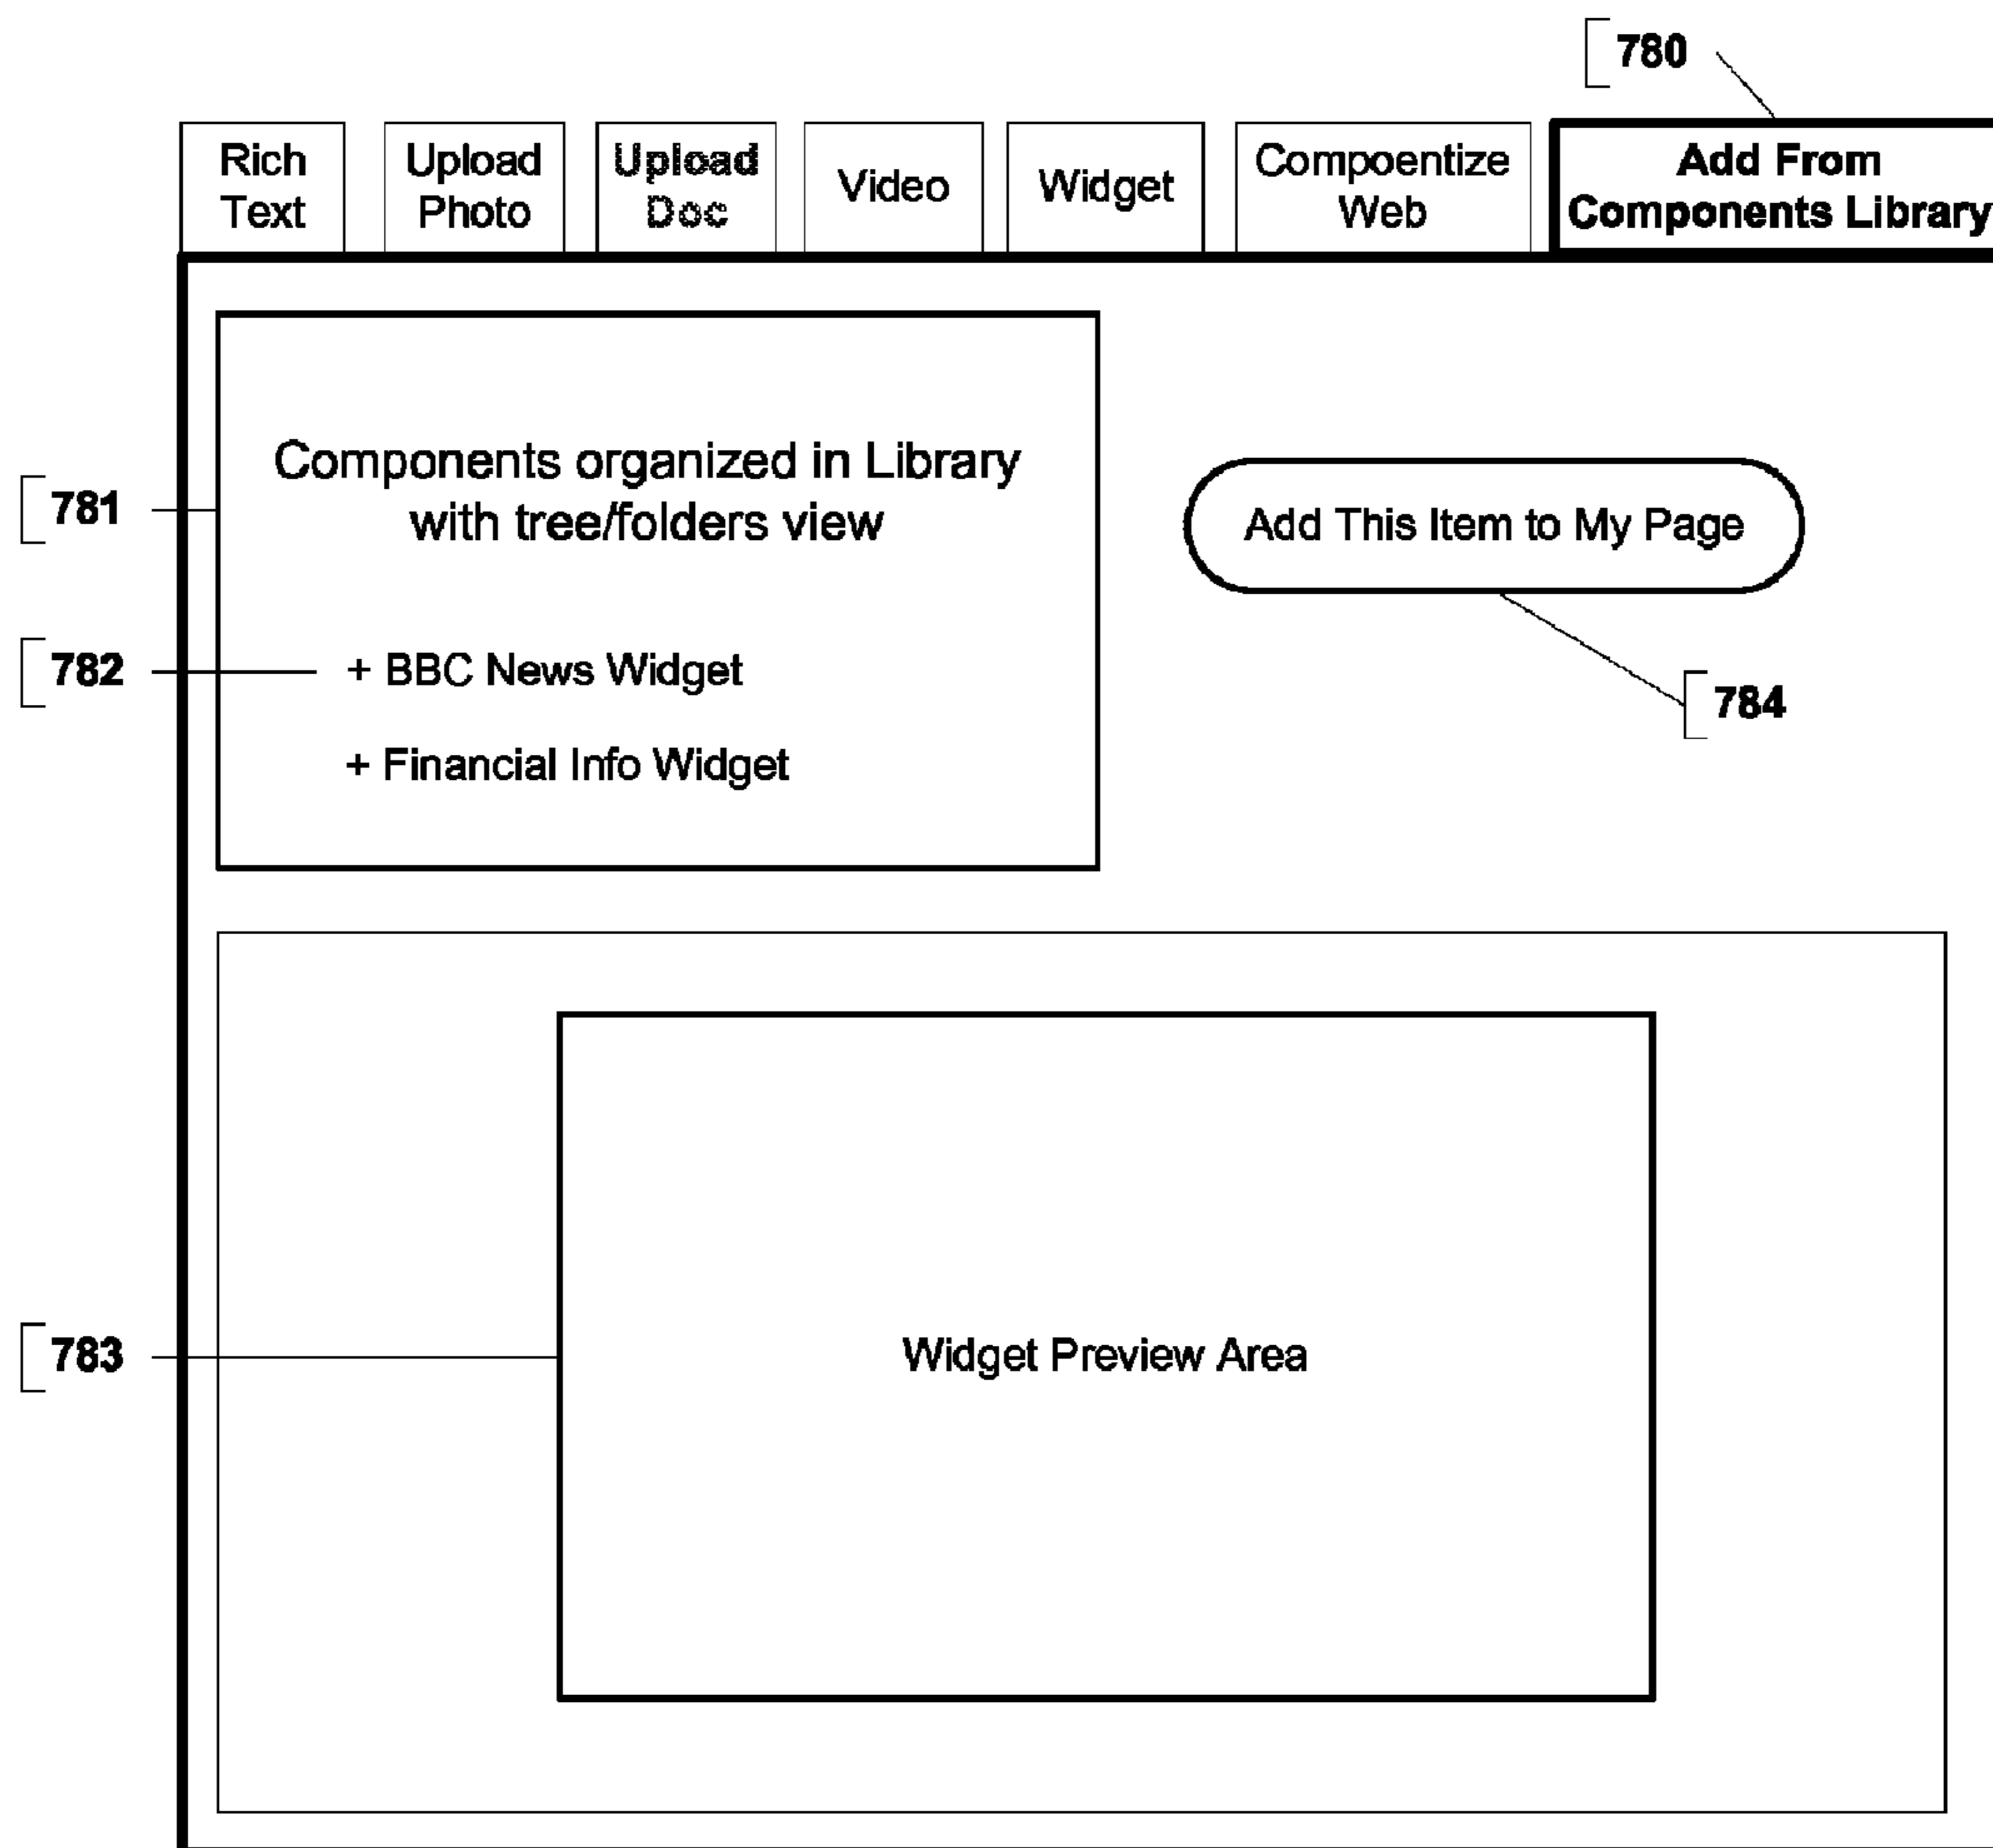 780
Rich
Text
Upload
Photo
Upload
Doc
Video
Widget
Compoentize
Web
Add From
Components Library
Components organized in Library
with tree/folders view
781
Add This Item to My Page
782
+ BBC News Widget
784
+ Financial Info Widget
783
Widget Preview Area